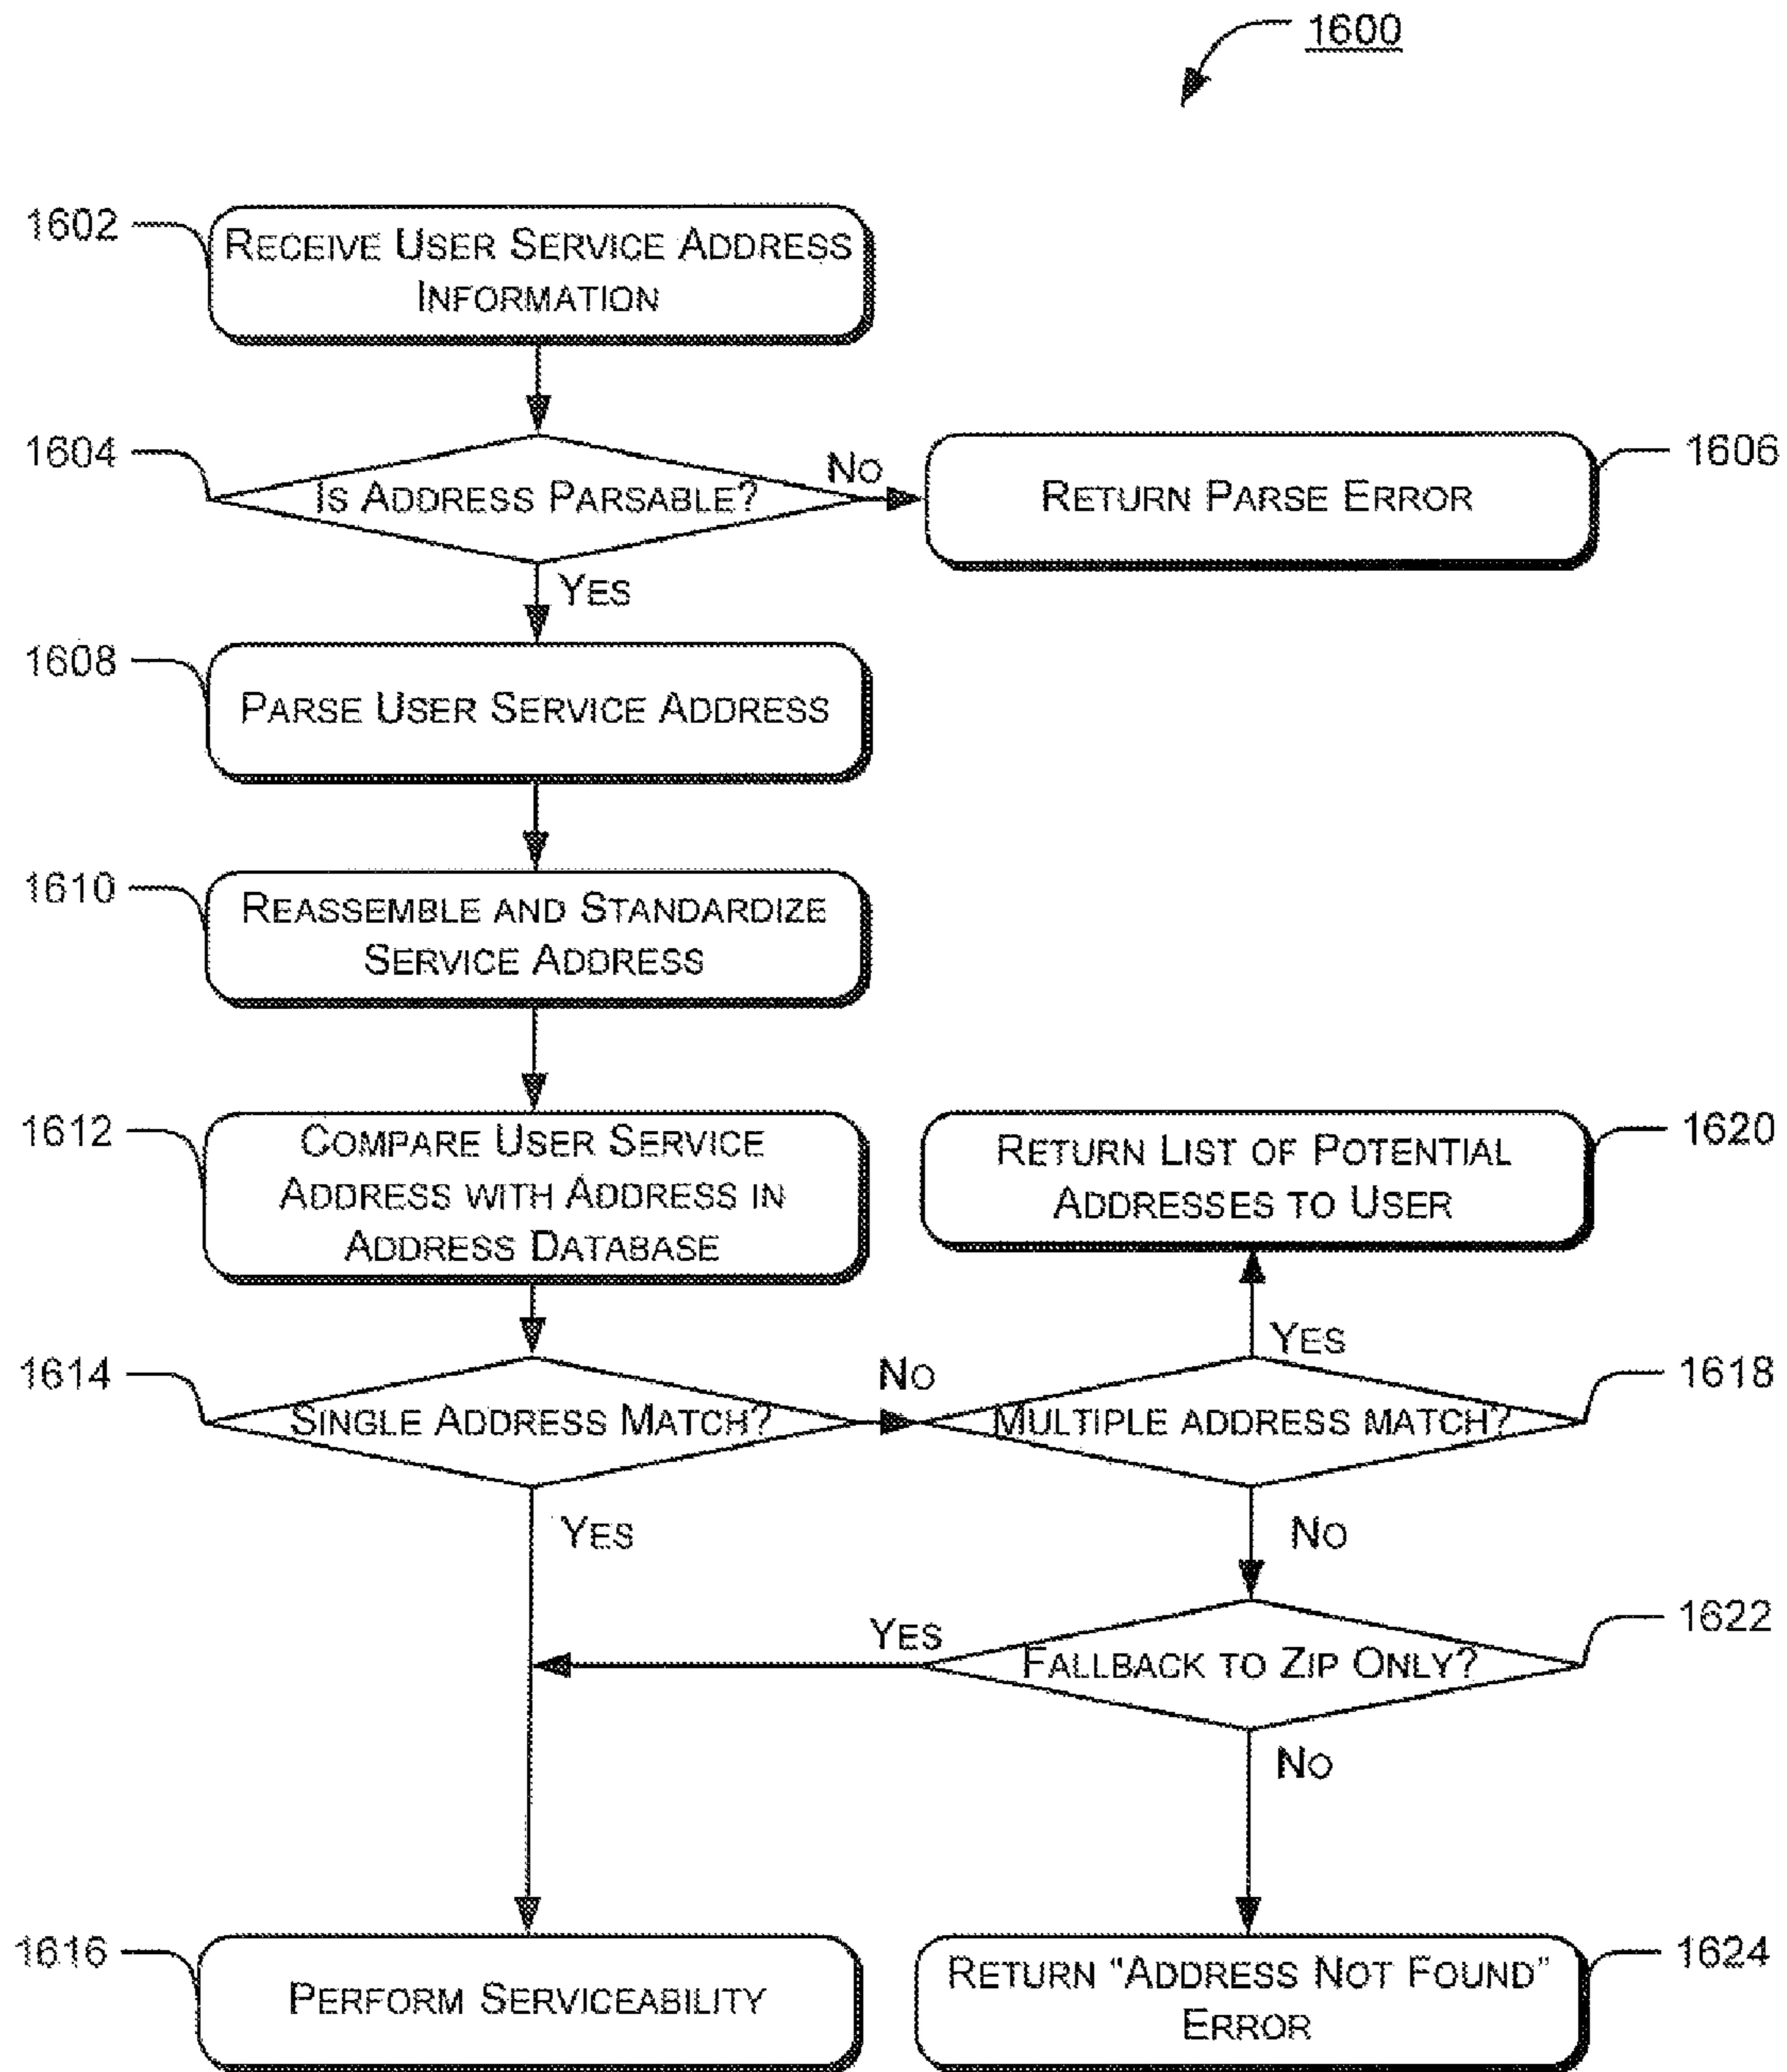 1600
1602
RECEIVE USER SERVICE ADDRESS
INFORMATION
1604
IS ADDRESS PARSABLE?
NO
RETURN PARSE ERROR
1606
YES
1608
PARSE USER SERVICE ADDRESS
1610
REASSEMBLE AND STANDARDIZE
SERVICE ADDRESS
1612
COMPARE USER SERVICE
ADDRESS WITH ADDRESS IN
ADDRESS DATABASE
RETURN LIST OF POTENTIAL
ADDRESSES TO USER
1620
YES
1614
SINGLE ADDRESS MATCH?
NO
MULTIPLE ADDRESS MATCH?
1618
YES
NO
YES
FALLBACK TO ZIP ONLY?
1622
NO
1616
PERFORM SERVICEABILITY
RETURN "ADDRESS NOT FOUND"
ERROR
1624